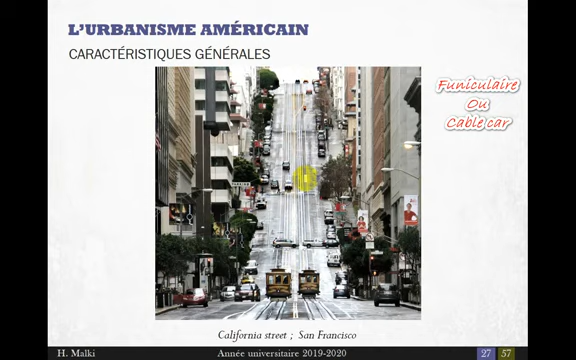 L'URBANISME AMÉRICAIN
CARACTÉRISTIQUES GÉNÉRALES
Funiculaire
Ou
Cable car
California street ; San Francisco
H. Malki
Année universitaire 2019-2020
27
57